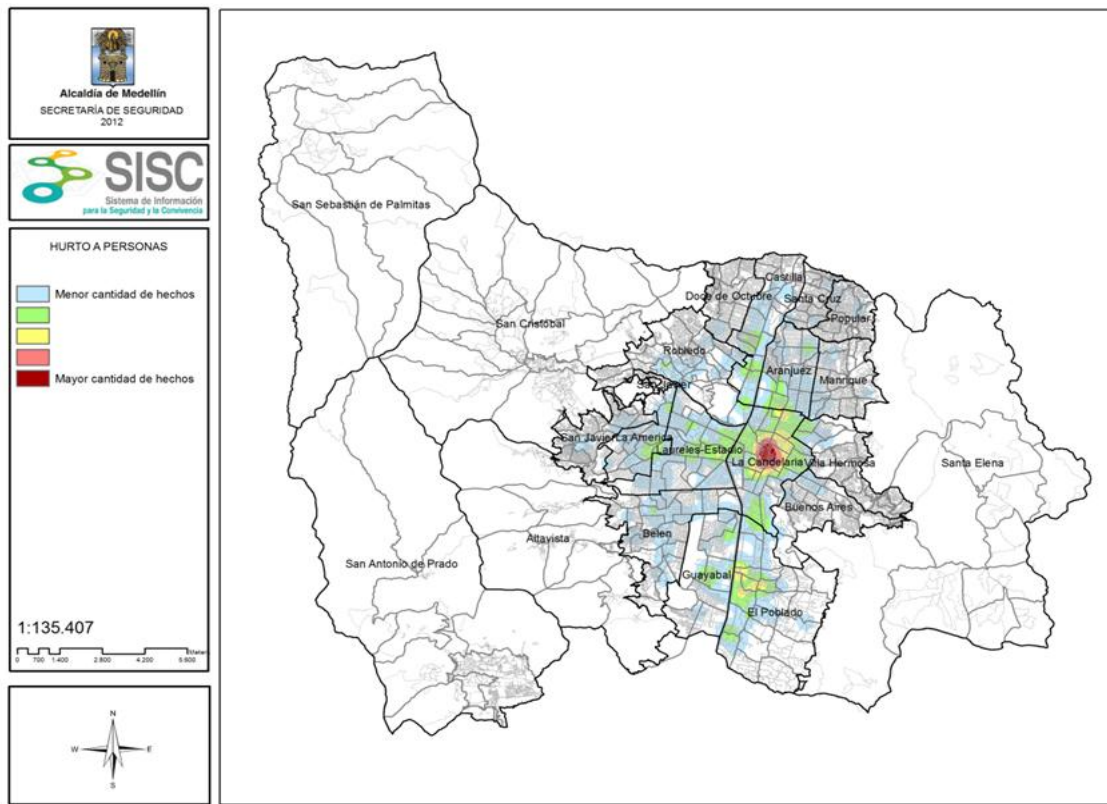 Alcaldía de Medellín
SECRETARÍA DE SEGURIDAD
2012
SISC
Sistema de Información
para la Seguridad y la Convivencia
HURTO A PERSONAS
Menor cantidad de hechos
Mayor cantidad de hechos
1:135.407
Meters
0 700 1.400 2.800 4.200 5.600
N
W E
S
San Sebastián de Palmitas
Castilla
Doce de Octubre
Santa Cruz
Popular
San Cristobal
Robledo
Aranjuez
Manrique
San Javier
San Javier
La America
Laureles-Estadio
La Candelaria
Villa Hermosa
Santa Elena
Buenos Aires
Belen
Altavista
San Antonio de Prado
Guayabal
El Poblado